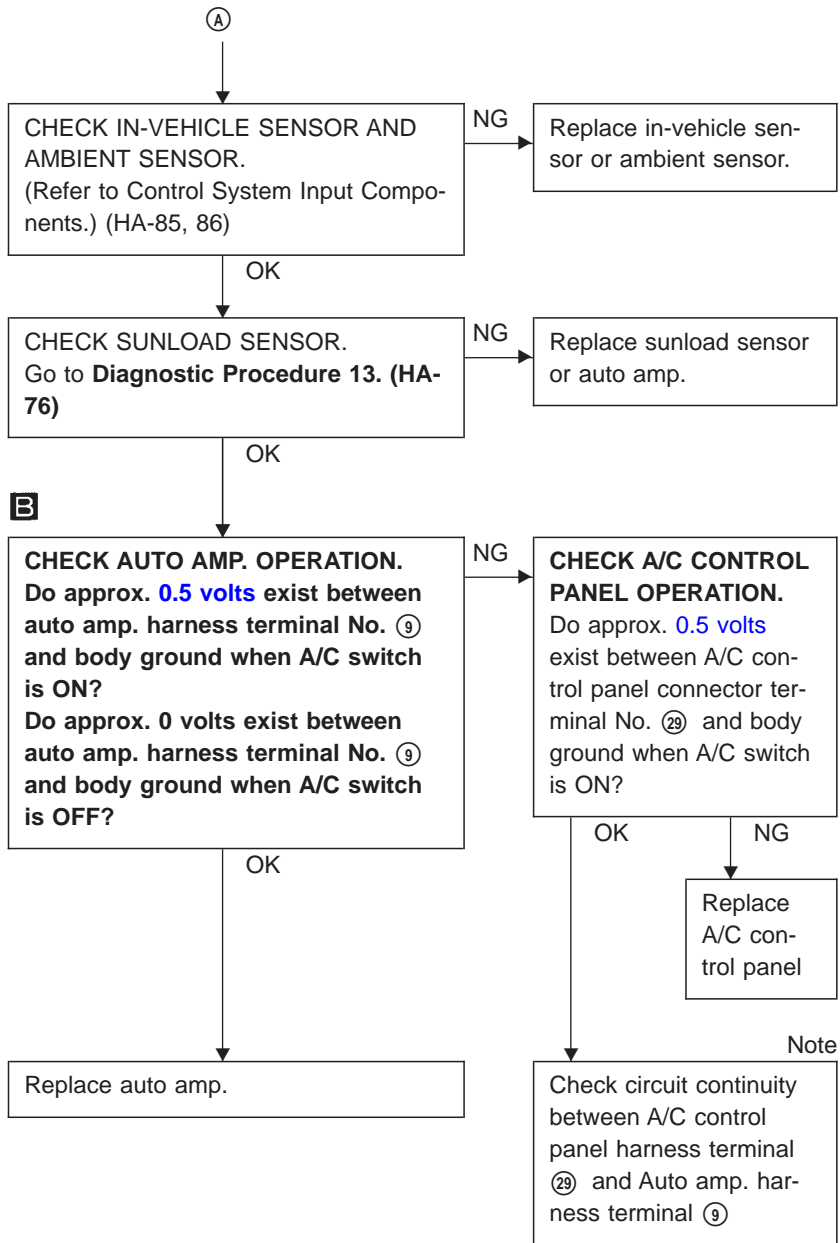 Ⓐ
CHECK IN-VEHICLE SENSOR AND
AMBIENT SENSOR.
(Refer to Control System Input Compo-
nents.) (HA-85, 86)
NG
Replace in-vehicle sen-
sor or ambient sensor.
OK
CHECK SUNLOAD SENSOR.
Go to Diagnostic Procedure 13. (HA-
76)
NG
Replace sunload sensor
or auto amp.
OK
B
CHECK AUTO AMP. OPERATION.
Do approx. 0.5 volts exist between
auto amp. harness terminal No. ⑨
and body ground when A/C switch
is ON?
Do approx. 0 volts exist between
auto amp. harness terminal No. ⑨
and body ground when A/C switch
is OFF?
NG
CHECK A/C CONTROL
PANEL OPERATION.
Do approx. 0.5 volts
exist between A/C con-
trol panel connector ter-
minal No. ㉙ and body
ground when A/C switch
is ON?
OK
OK
NG
Replace
A/C con-
trol panel
Replace auto amp.
Note
Check circuit continuity
between A/C control
panel harness terminal
㉙ and Auto amp. har-
ness terminal ⑨